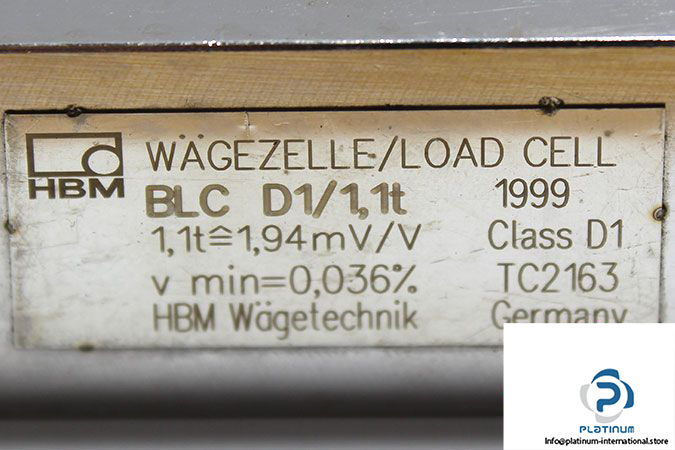 HBM
WÄGEZELLE/LOAD CELL
BLC D1/1,1t 1999
1,1t≙1,94mV/V Class D1
v min=0,036% TC2163
HBM Wägetechnik Germany
PLATINUM
Info@platinum-international.store